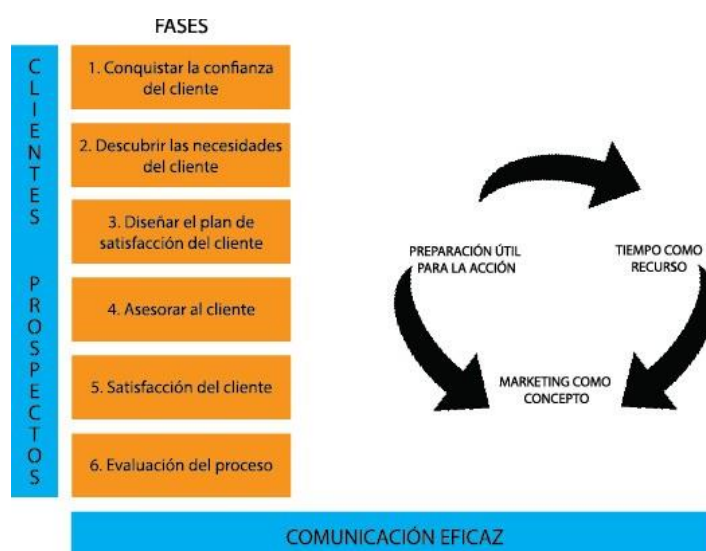 FASES
CLIENTES PROSPECTOS
1. Conquistar la confianza
del cliente
2. Descubrir las necesidades
del cliente
3. Diseñar el plan de
satisfacción del cliente
4. Asesorar al cliente
5. Satisfacción del cliente
6. Evaluación del proceso
PREPARACIÓN ÚTIL
PARA LA ACCIÓN
TIEMPO COMO
RECURSO
MARKETING COMO
CONCEPTO
COMUNICACIÓN EFICAZ